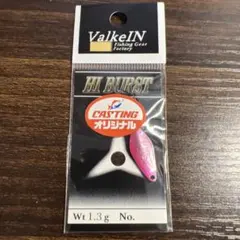 ValkeIN
Fishing Gear
Factory
HI BURST
CASTING
オリジナル
Wt 1.3g No.